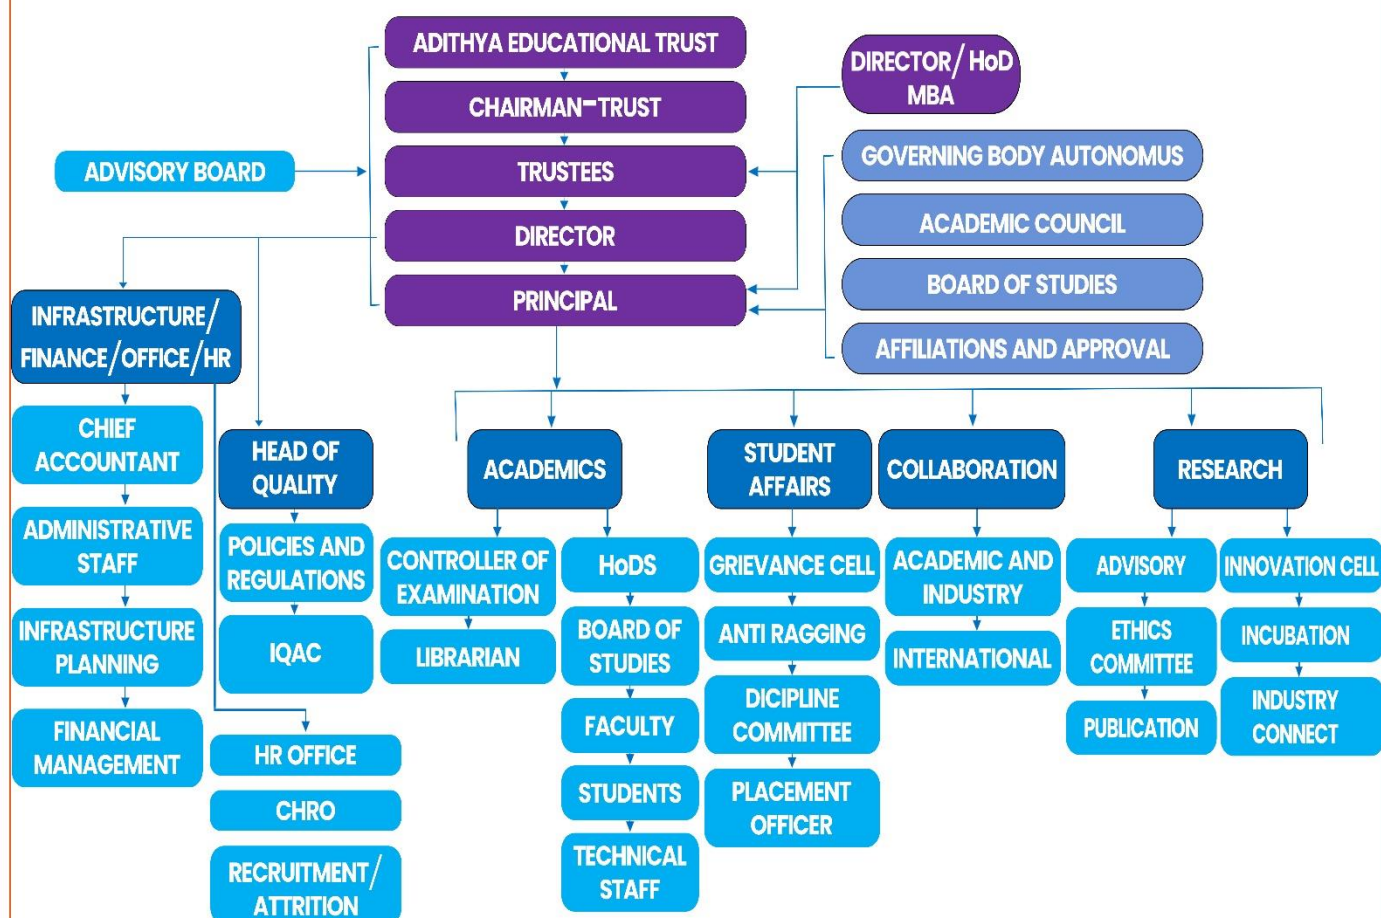 ADITHYA EDUCATIONAL TRUST
CHAIRMAN-TRUST
TRUSTEES
DIRECTOR
PRINCIPAL
DIRECTOR/ HoD
MBA
ADVISORY BOARD
GOVERNING BODY AUTONOMUS
ACADEMIC COUNCIL
BOARD OF STUDIES
AFFILIATIONS AND APPROVAL
INFRASTRUCTURE/
FINANCE/OFFICE/HR
CHIEF
ACCOUNTANT
ADMINISTRATIVE
STAFF
INFRASTRUCTURE
PLANNING
FINANCIAL
MANAGEMENT
HEAD OF
QUALITY
POLICIES AND
REGULATIONS
IQAC
HR OFFICE
CHRO
RECRUITMENT/
ATTRITION
ACADEMICS
CONTROLLER OF
EXAMINATION
LIBRARIAN
HoDS
BOARD OF
STUDIES
FACULTY
STUDENTS
TECHNICAL
STAFF
STUDENT
AFFAIRS
GRIEVANCE CELL
ANTI RAGGING
DICIPLINE
COMMITTEE
PLACEMENT
OFFICER
COLLABORATION
ACADEMIC AND
INDUSTRY
INTERNATIONAL
RESEARCH
ADVISORY
ETHICS
COMMITTEE
PUBLICATION
INNOVATION CELL
INCUBATION
INDUSTRY
CONNECT